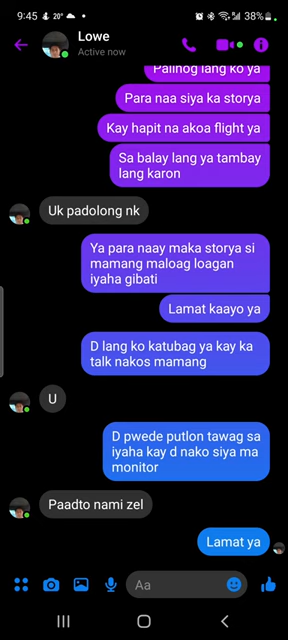 9:45 20° 38%
Lowe
Active now
Palihog lang ko ya
Para naa siya ka storya
Kay hapit na akoa flight ya
Sa balay lang ya tambay
lang karon
Uk padolong nk
Ya para naay maka storya si
mamang maloag loagan
iyaha gibati
Lamat kaayo ya
D lang ko katubag ya kay ka
talk nakos mamang
U
D pwede putlon tawag sa
iyaha kay d nako siya ma
monitor
Paadto nami zel
Lamat ya
Aa